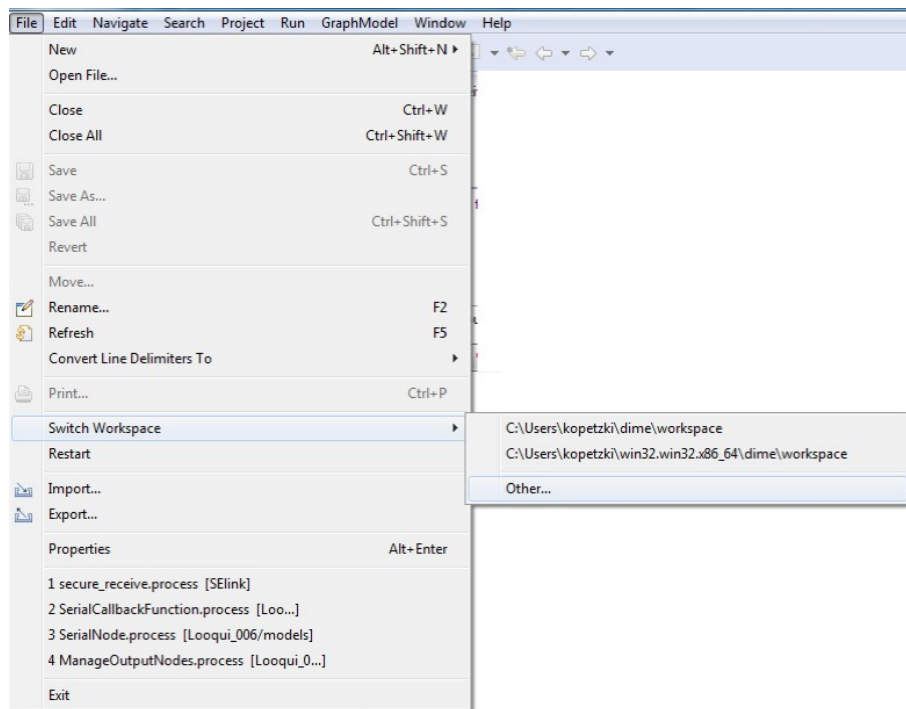 File Edit Navigate Search Project Run GraphModel Window Help
New Alt+Shift+N
Open File...
Close Ctrl+W
Close All Ctrl+Shift+W
Save Ctrl+S
Save As...
Save All Ctrl+Shift+S
Revert
Move...
Rename... F2
Refresh F5
Convert Line Delimiters To
Print... Ctrl+P
Switch Workspace
C:\Users\kopetzki\dime\workspace
Restart
C:\Users\kopetzki\win32.win32.x86_64\dime\workspace
Import...
Other...
Export...
Properties Alt+Enter
1 secure_receive.process [SElink]
2 SerialCallbackFunction.process [Loo...]
3 SerialNode.process [Looqui_006/models]
4 ManageOutputNodes.process [Looqui_0...]
Exit